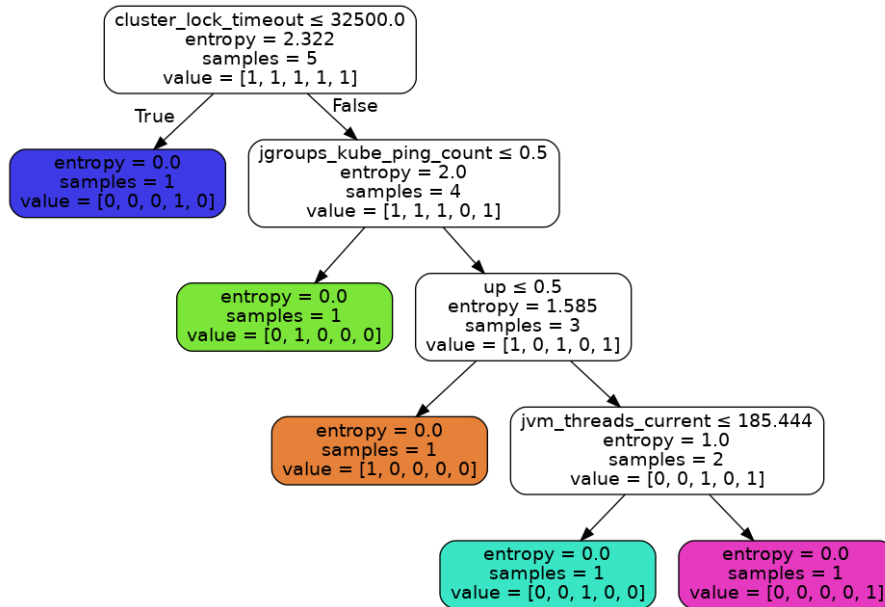 cluster_lock_timeout ≤ 32500.0
entropy = 2.322
samples = 5
value = [1, 1, 1, 1, 1]
True
False
entropy = 0.0
samples = 1
value = [0, 0, 0, 1, 0]
jgroups_kube_ping_count ≤ 0.5
entropy = 2.0
samples = 4
value = [1, 1, 1, 0, 1]
entropy = 0.0
samples = 1
value = [0, 1, 0, 0, 0]
up ≤ 0.5
entropy = 1.585
samples = 3
value = [1, 0, 1, 0, 1]
entropy = 0.0
samples = 1
value = [1, 0, 0, 0, 0]
jvm_threads_current ≤ 185.444
entropy = 1.0
samples = 2
value = [0, 0, 1, 0, 1]
entropy = 0.0
samples = 1
value = [0, 0, 1, 0, 0]
entropy = 0.0
samples = 1
value = [0, 0, 0, 0, 1]